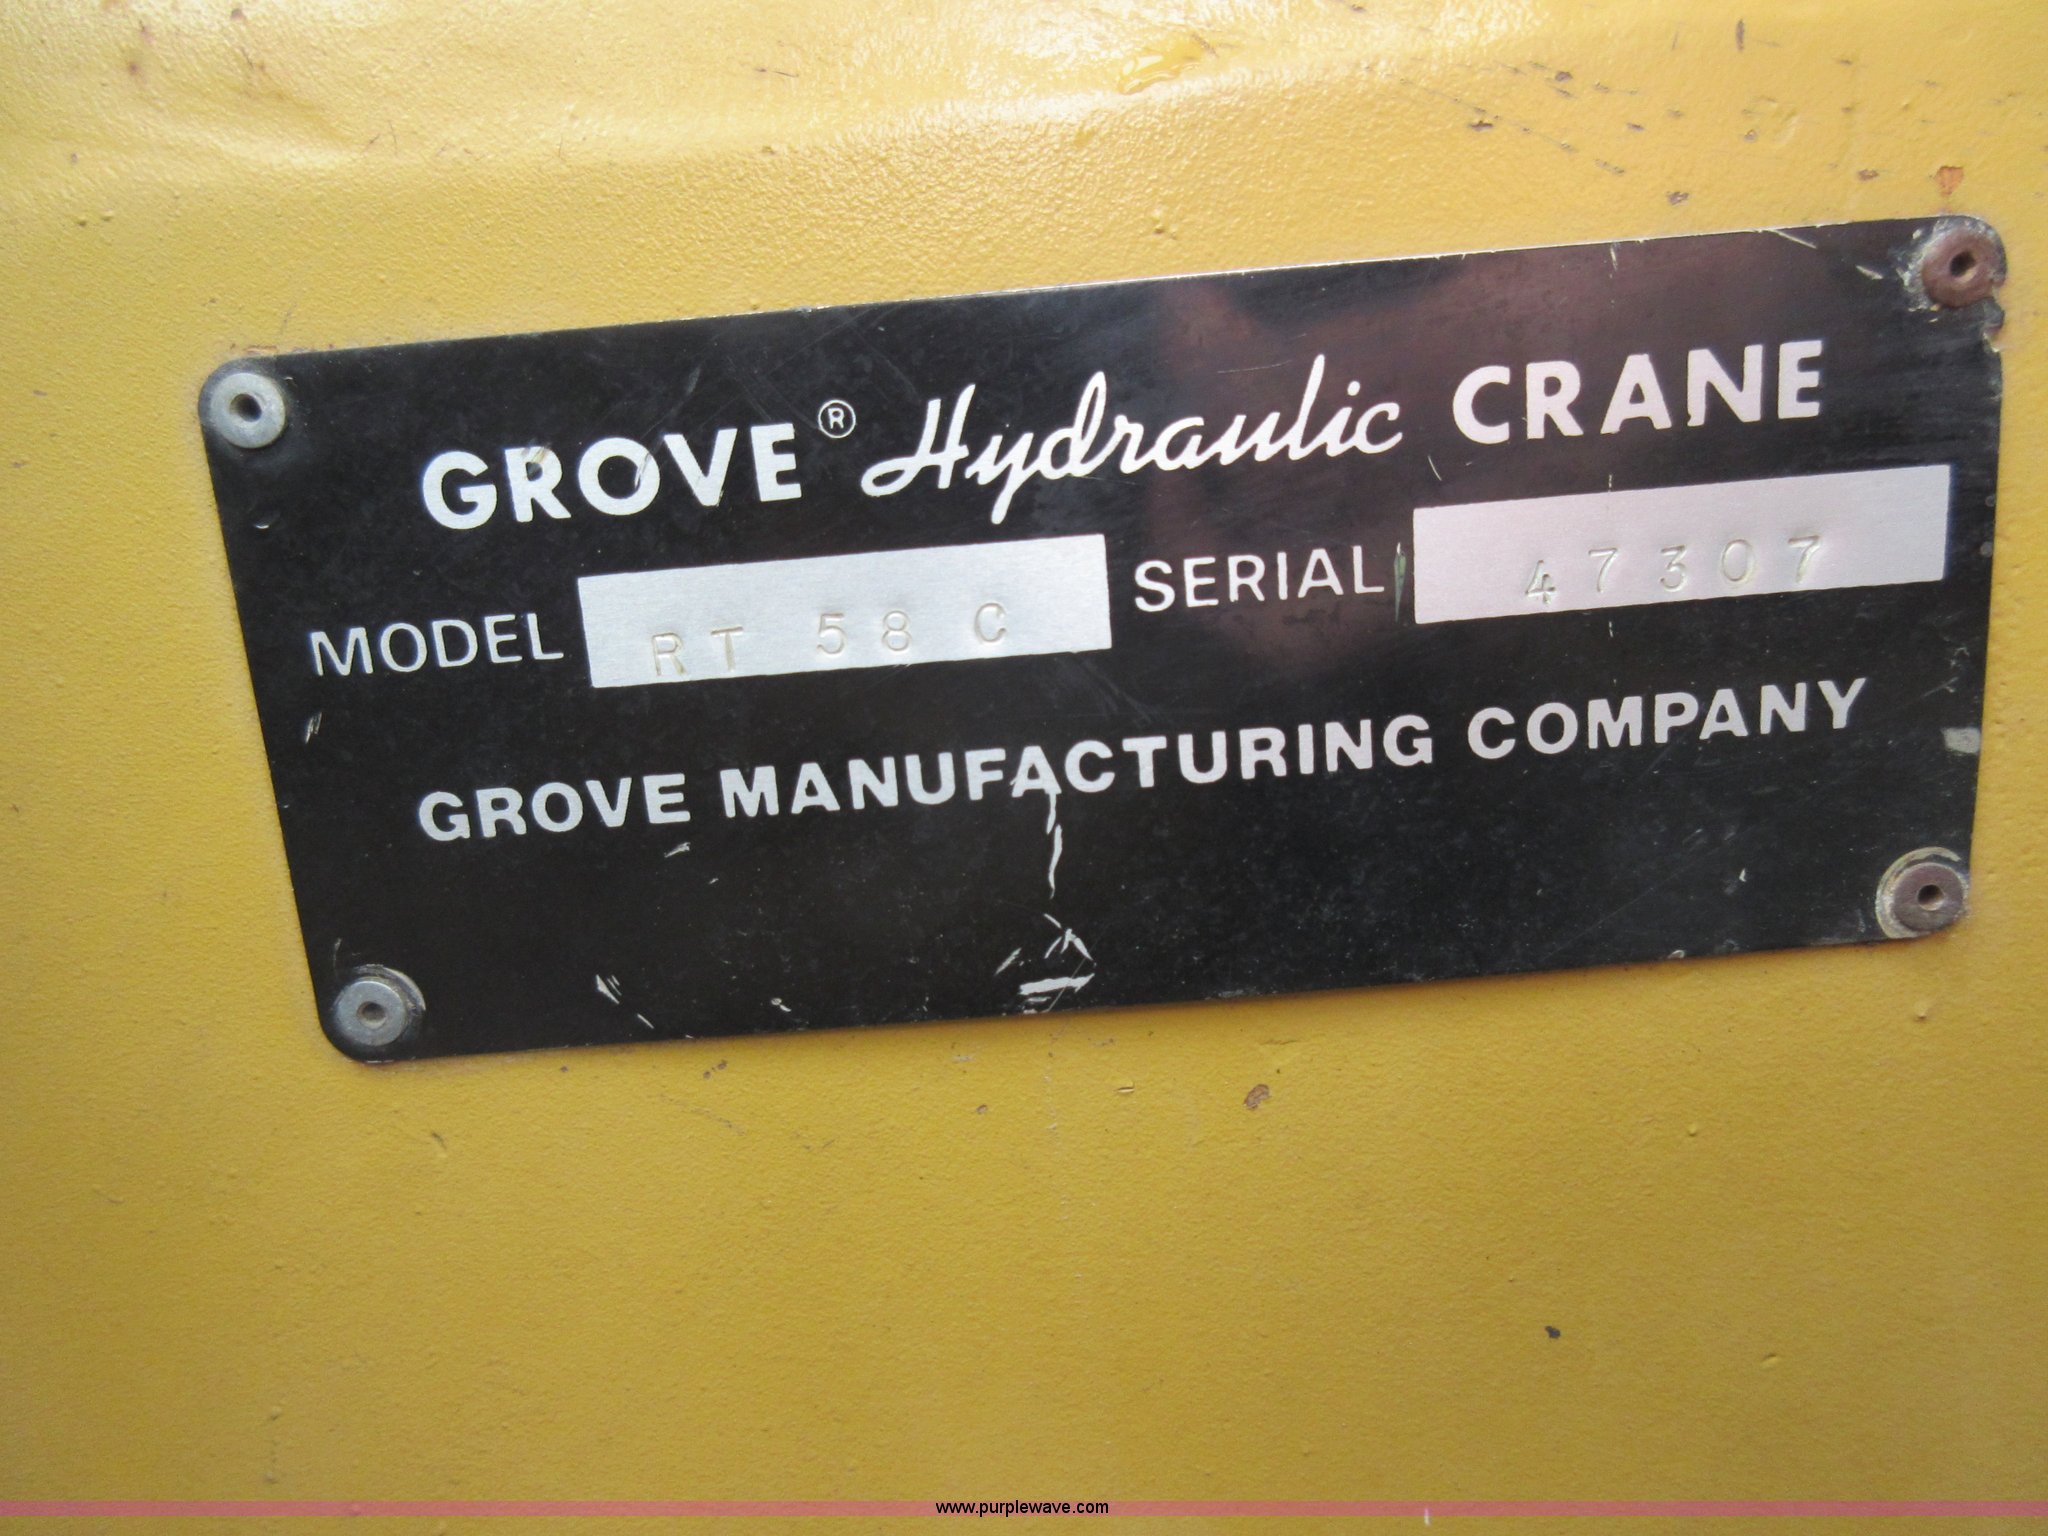 GROVE® Hydraulic CRANE
MODEL RT 58 C SERIAL 47307
GROVE MANUFACTURING COMPANY
www.purplewave.com